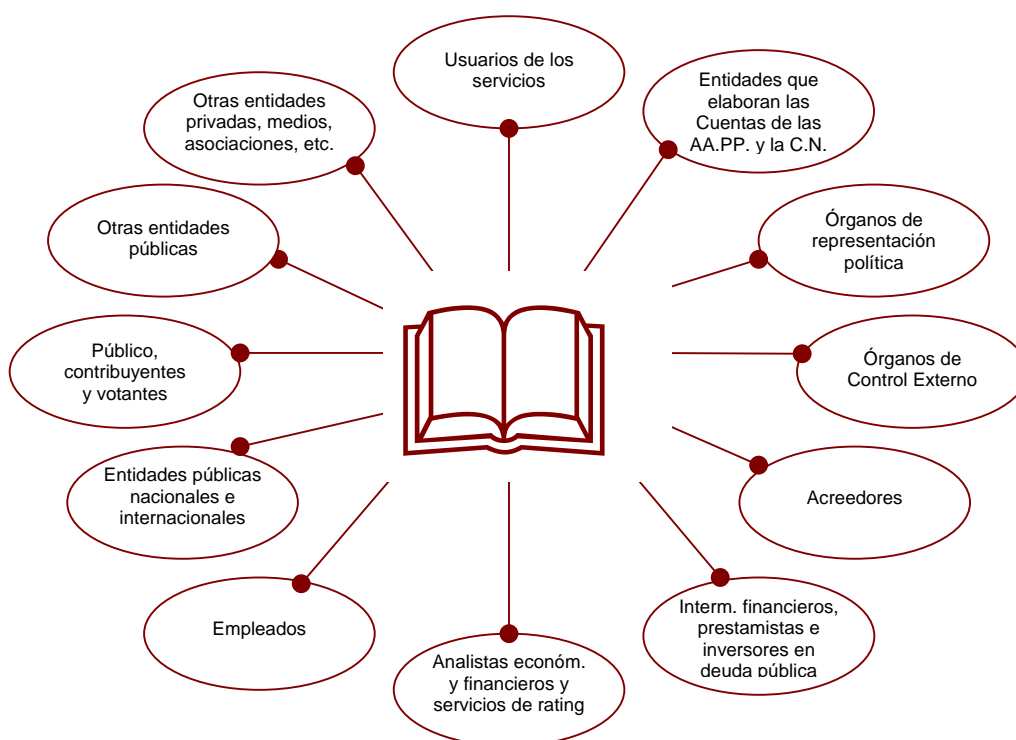 Usuarios de los
servicios
Entidades que
elaboran las
Cuentas de las
AA.PP. y la C.N.
Órganos de
representación
política
Órganos de
Control Externo
Acreedores
Interm. financieros,
prestamistas e
inversores en
deuda pública
Analistas económ.
y financieros y
servicios de rating
Empleados
Entidades públicas
nacionales e
internacionales
Público,
contribuyentes
y votantes
Otras entidades
públicas
Otras entidades
privadas, medios,
asociaciones, etc.